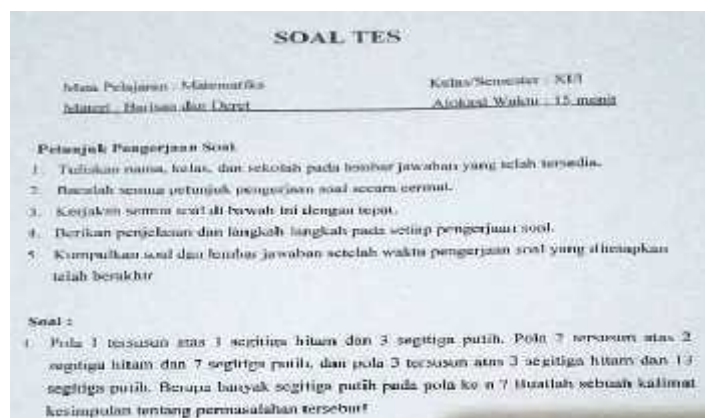 SOAL TES
Mata Pelajaran : Matematika Kelas/Semester : XI/1
Materi : Barisan dan Deret Alokasi Waktu : 15 menit
Petunjuk Pengerjaan Soal
1. Tuliskan nama, kelas, dan sekolah pada lembar jawaban yang telah tersedia.
2. Bacalah semua petunjuk pengerjaan soal secara cermat.
3. Kerjakan semua soal di bawah ini dengan tepat.
4. Berikan penjelasan dan langkah langkah pada setiap pengerjaan soal.
5. Kumpulkan soal dan lembar jawaban setelah waktu pengerjaan soal yang ditetapkan
telah berakhir
Soal :
1. Pola 1 tersusun atas 1 segitiga hitam dan 3 segitiga putih. Pola 2 tersusun atas 2
segitiga hitam dan 7 segitiga putih, dan pola 3 tersusun atas 3 segitiga hitam dan 13
segitiga putih. Berapa banyak segitiga putih pada pola ke n ? Buatlah sebuah kalimat
kesimpulan tentang permasalahan tersebut!